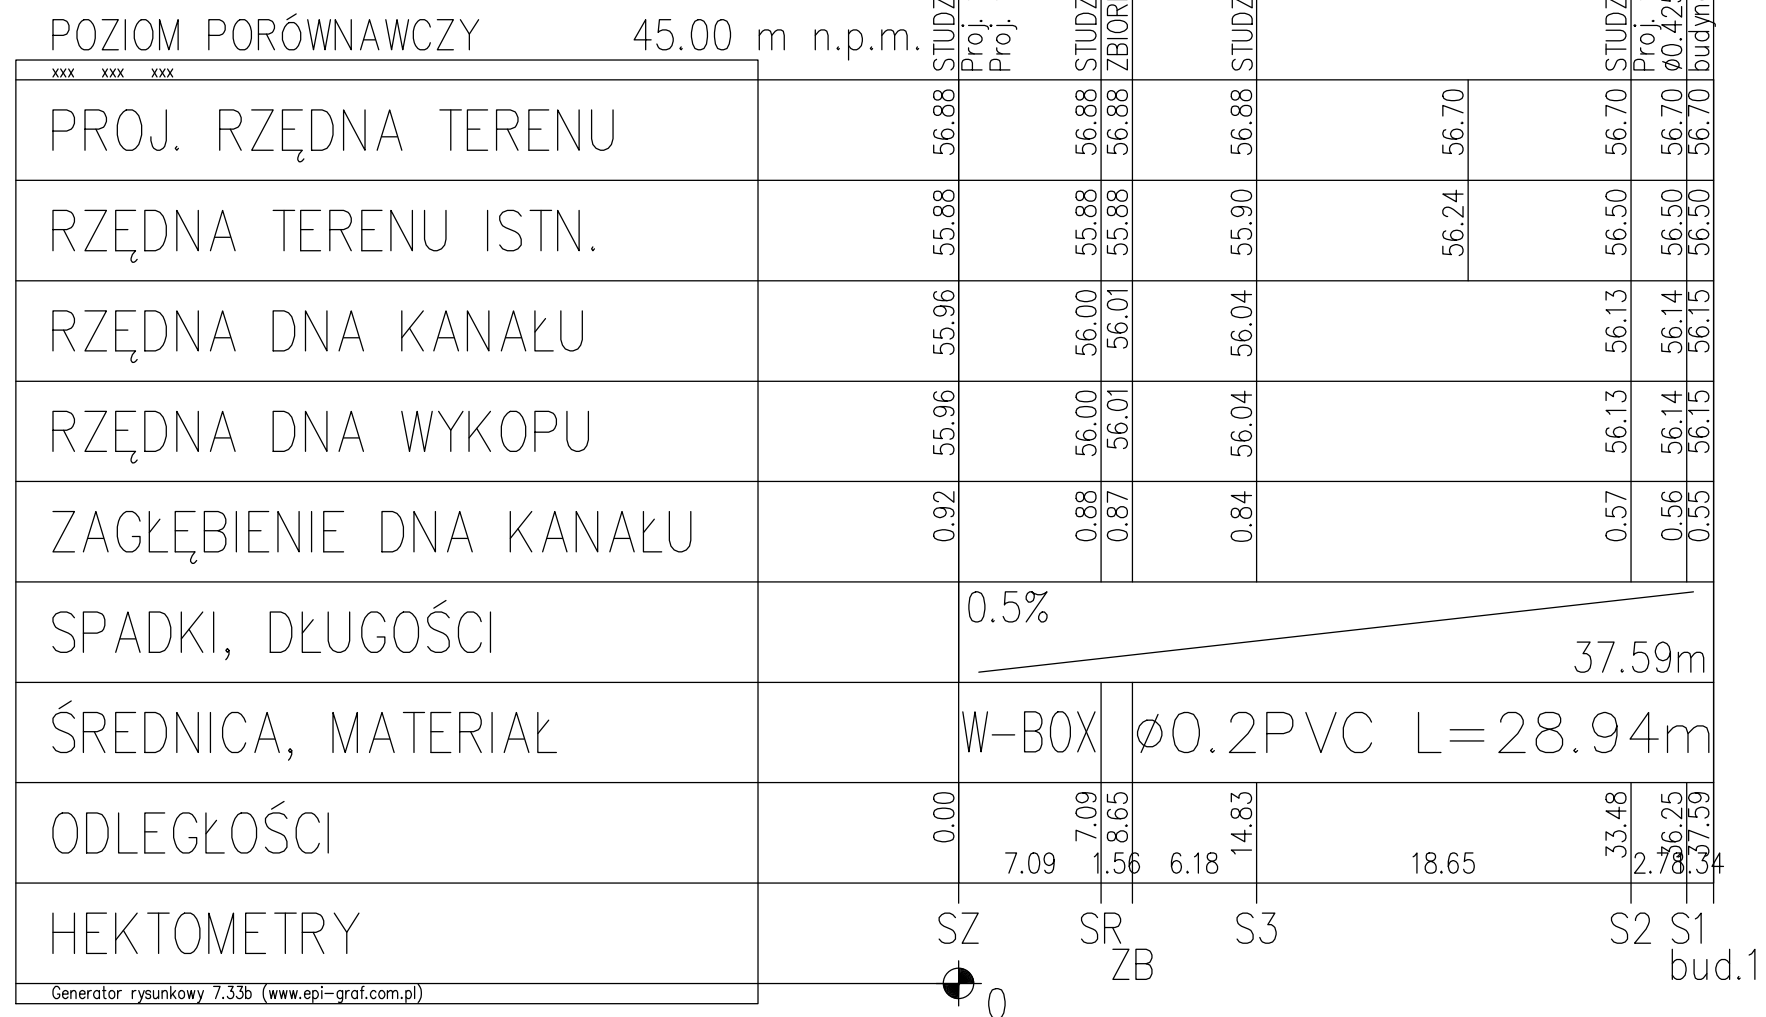 POZIOM PORÓWNAWCZY 45.00 m n.p.m. STUDZ Proj. Proj. STUDZ STUDZ STUDZ Proj.
xxx xxx xxx
PROJ. RZĘDNA TERENU 56.88 56.88 56.88 56.88 56.70 56.70 56.70 56.70
RZĘDNA TERENU ISTN. 55.88 55.88 55.88 55.90 56.24 56.50 56.50 56.50
RZĘDNA DNA KANAŁU 55.96 56.00 56.01 56.04 56.13 56.14 56.15
RZĘDNA DNA WYKOPU 55.96 56.00 56.01 56.04 56.13 56.14 56.15
ZAGŁĘBIENIE DNA KANAŁU 0.92 0.88 0.87 0.84 0.57 0.56 0.55
SPADKI, DŁUGOŚCI 0.5% 37.59m
ŚREDNICA, MATERIAŁ W-BOX ø0.2PVC L=28.94m
ODLEGŁOŚCI 0.00 7.09 8.65 14.83 33.48 36.25 37.59
7.09 1.56 6.18 18.65
HEKTOMETRY SZ SR S3 S2 S1
ZB bud.1
Generator rysunkowy 7.33b (www.epi-graf.com.pl) 0